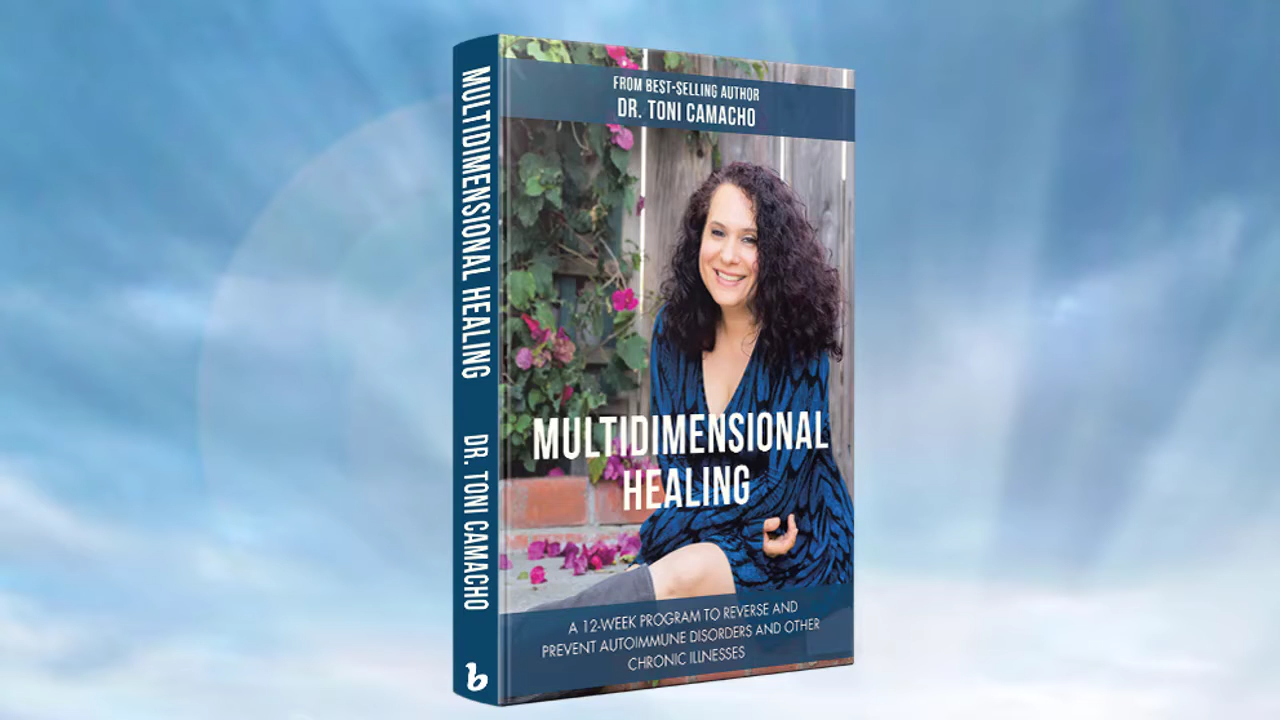 MULTIDIMENSIONAL HEALING DR. TONI CAMACHO
b
FROM BEST-SELLING AUTHOR
DR. TONI CAMACHO
MULTIDIMENSIONAL
HEALING
A 12-WEEK PROGRAM TO REVERSE AND
PREVENT AUTOIMMUNE DISORDERS AND OTHER
CHRONIC ILLNESSES